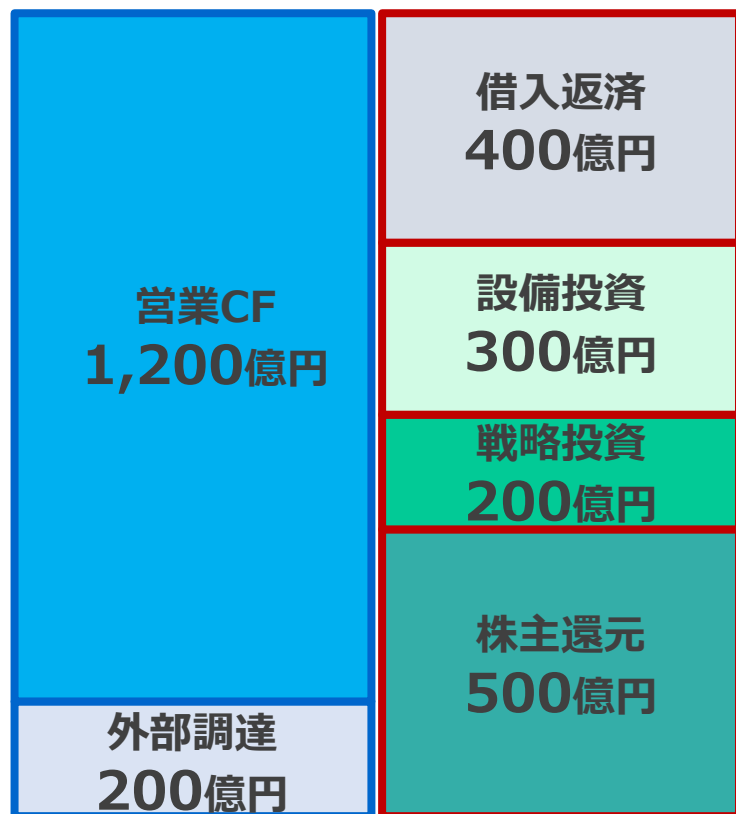 営業CF
1,200億円
外部調達
200億円
借入返済
400億円
設備投資
300億円
戦略投資
200億円
株主還元
500億円